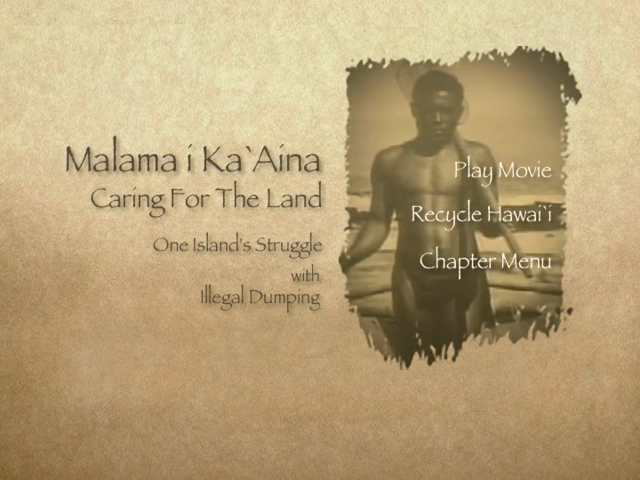 Malama i Ka`Aina
Caring For The Land
One Island's Struggle
with
Illegal Dumping
Play Movie
Recycle Hawai`i
Chapter Menu